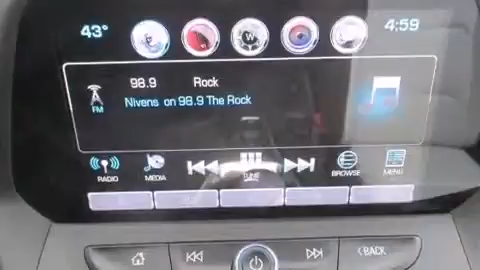 43°
W
4:59
98.9 Rock
FM
Nivens on 98.9 The Rock
RADIO
MEDIA
TUNE
BROWSE
MENU
BACK